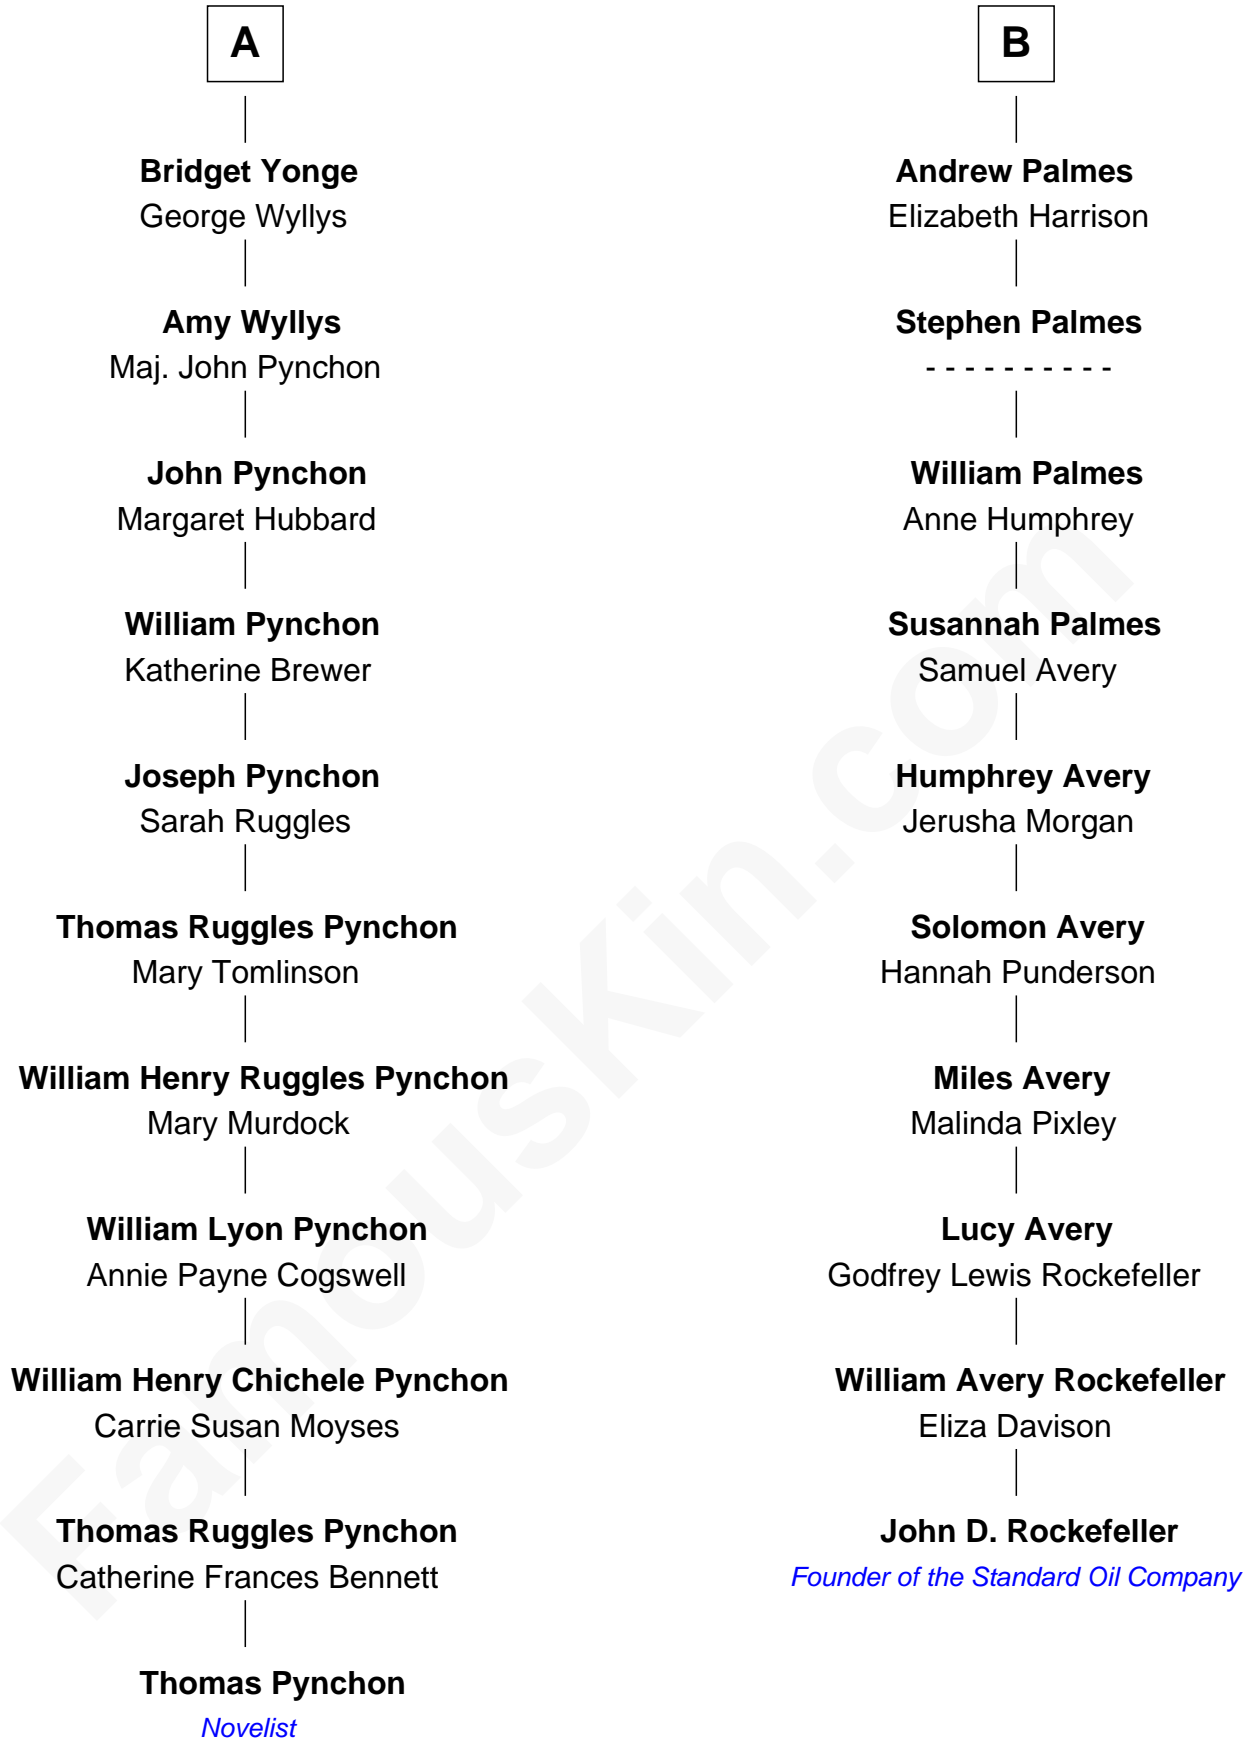 A
Bridget Yonge
George Wyllys
Amy Wyllys
Maj. John Pynchon
John Pynchon
Margaret Hubbard
William Pynchon
Katherine Brewer
Joseph Pynchon
Sarah Ruggles
Thomas Ruggles Pynchon
Mary Tomlinson
William Henry Ruggles Pynchon
Mary Murdock
William Lyon Pynchon
Annie Payne Cogswell
William Henry Chichele Pynchon
Carrie Susan Moyses
Thomas Ruggles Pynchon
Catherine Frances Bennett
Thomas Pynchon
Novelist
B
Andrew Palmes
Elizabeth Harrison
Stephen Palmes
- - - - - - - - - -
William Palmes
Anne Humphrey
Susannah Palmes
Samuel Avery
Humphrey Avery
Jerusha Morgan
Solomon Avery
Hannah Punderson
Miles Avery
Malinda Pixley
Lucy Avery
Godfrey Lewis Rockefeller
William Avery Rockefeller
Eliza Davison
John D. Rockefeller
Founder of the Standard Oil Company
FamousKin.com